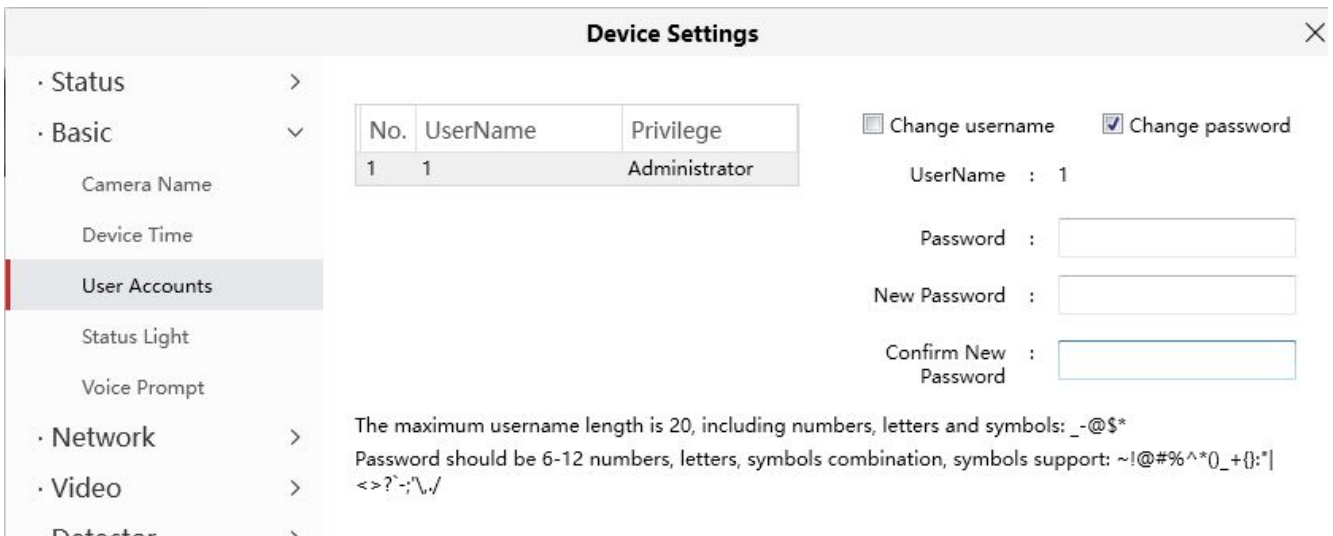 Device Settings
· Status
· Basic
Camera Name
Device Time
User Accounts
Status Light
Voice Prompt
· Network
· Video
· Detector
No. UserName Privilege
1 1 Administrator
Change username Change password
UserName : 1
Password :
New Password :
Confirm New :
Password
The maximum username length is 20, including numbers, letters and symbols: _-@$*
Password should be 6-12 numbers, letters, symbols combination, symbols support: ~!@#%^*()_+{}:"|
<>?`-;'\,./